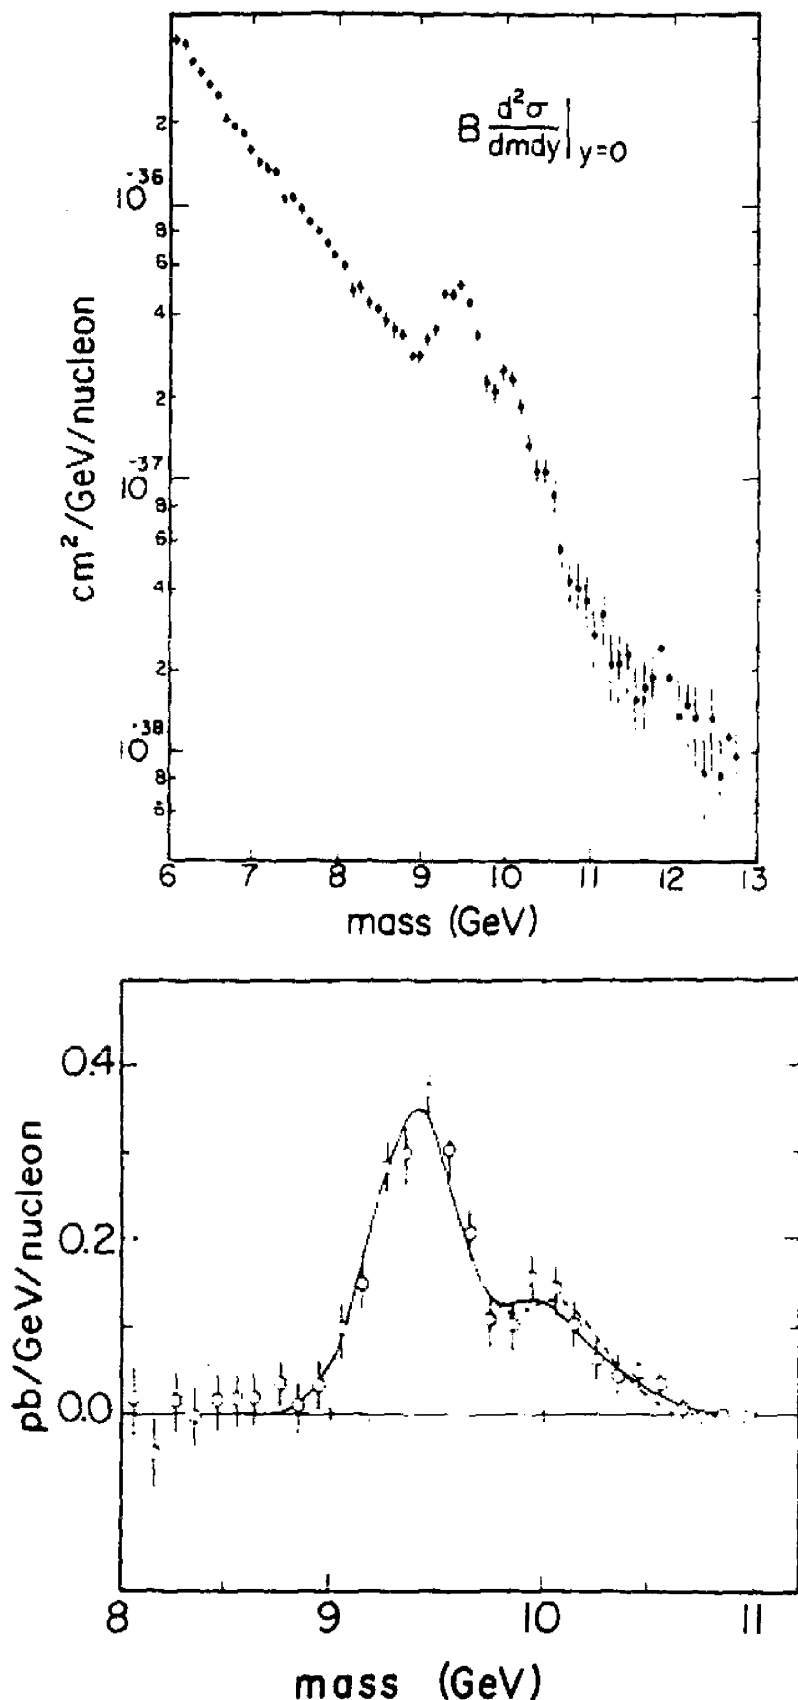 B d²σ/dmdy|y=0
cm²/GeV/nucleon
2
10⁻³⁶
8
6
4
2
10⁻³⁷
8
6
4
2
10⁻³⁸
8
6
6 7 8 9 10 11 12 13
mass (GeV)
pb/GeV/nucleon
0.4
0.2
0.0
8 9 10 11
mass (GeV)